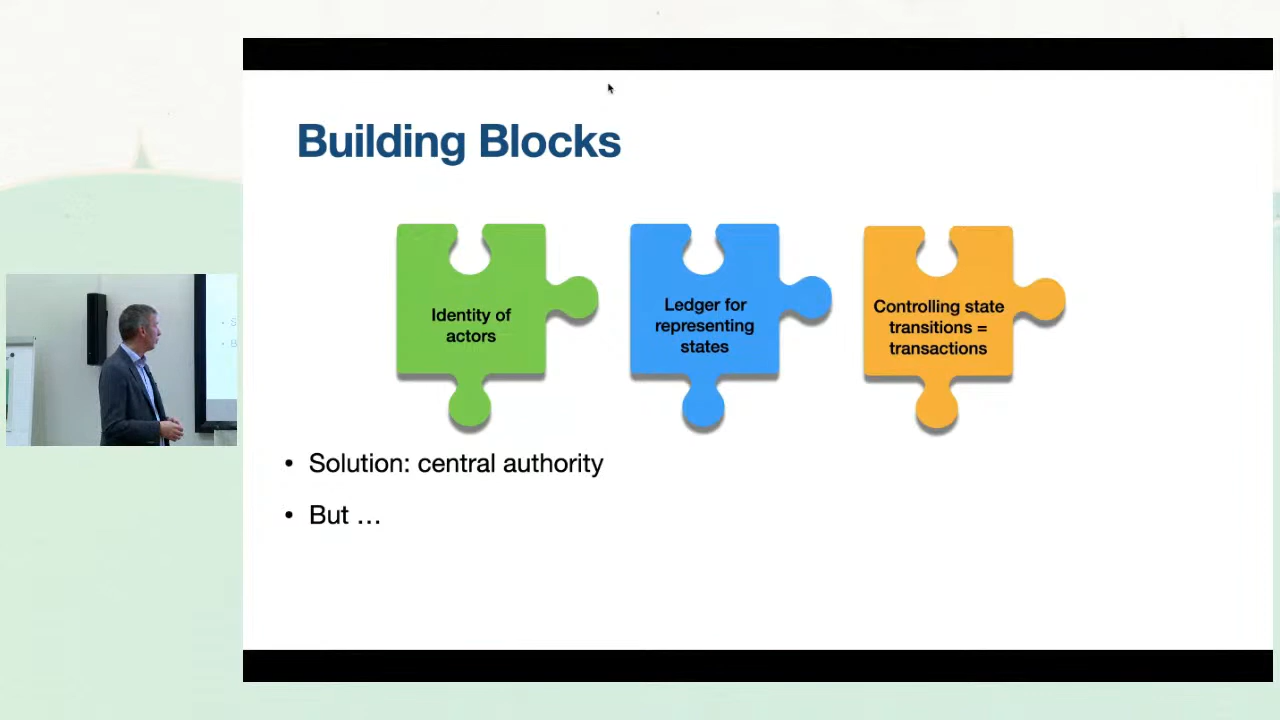 Building Blocks
Identity of
actors
Ledger for
representing
states
Controlling state
transitions =
transactions
• Solution: central authority
• But …